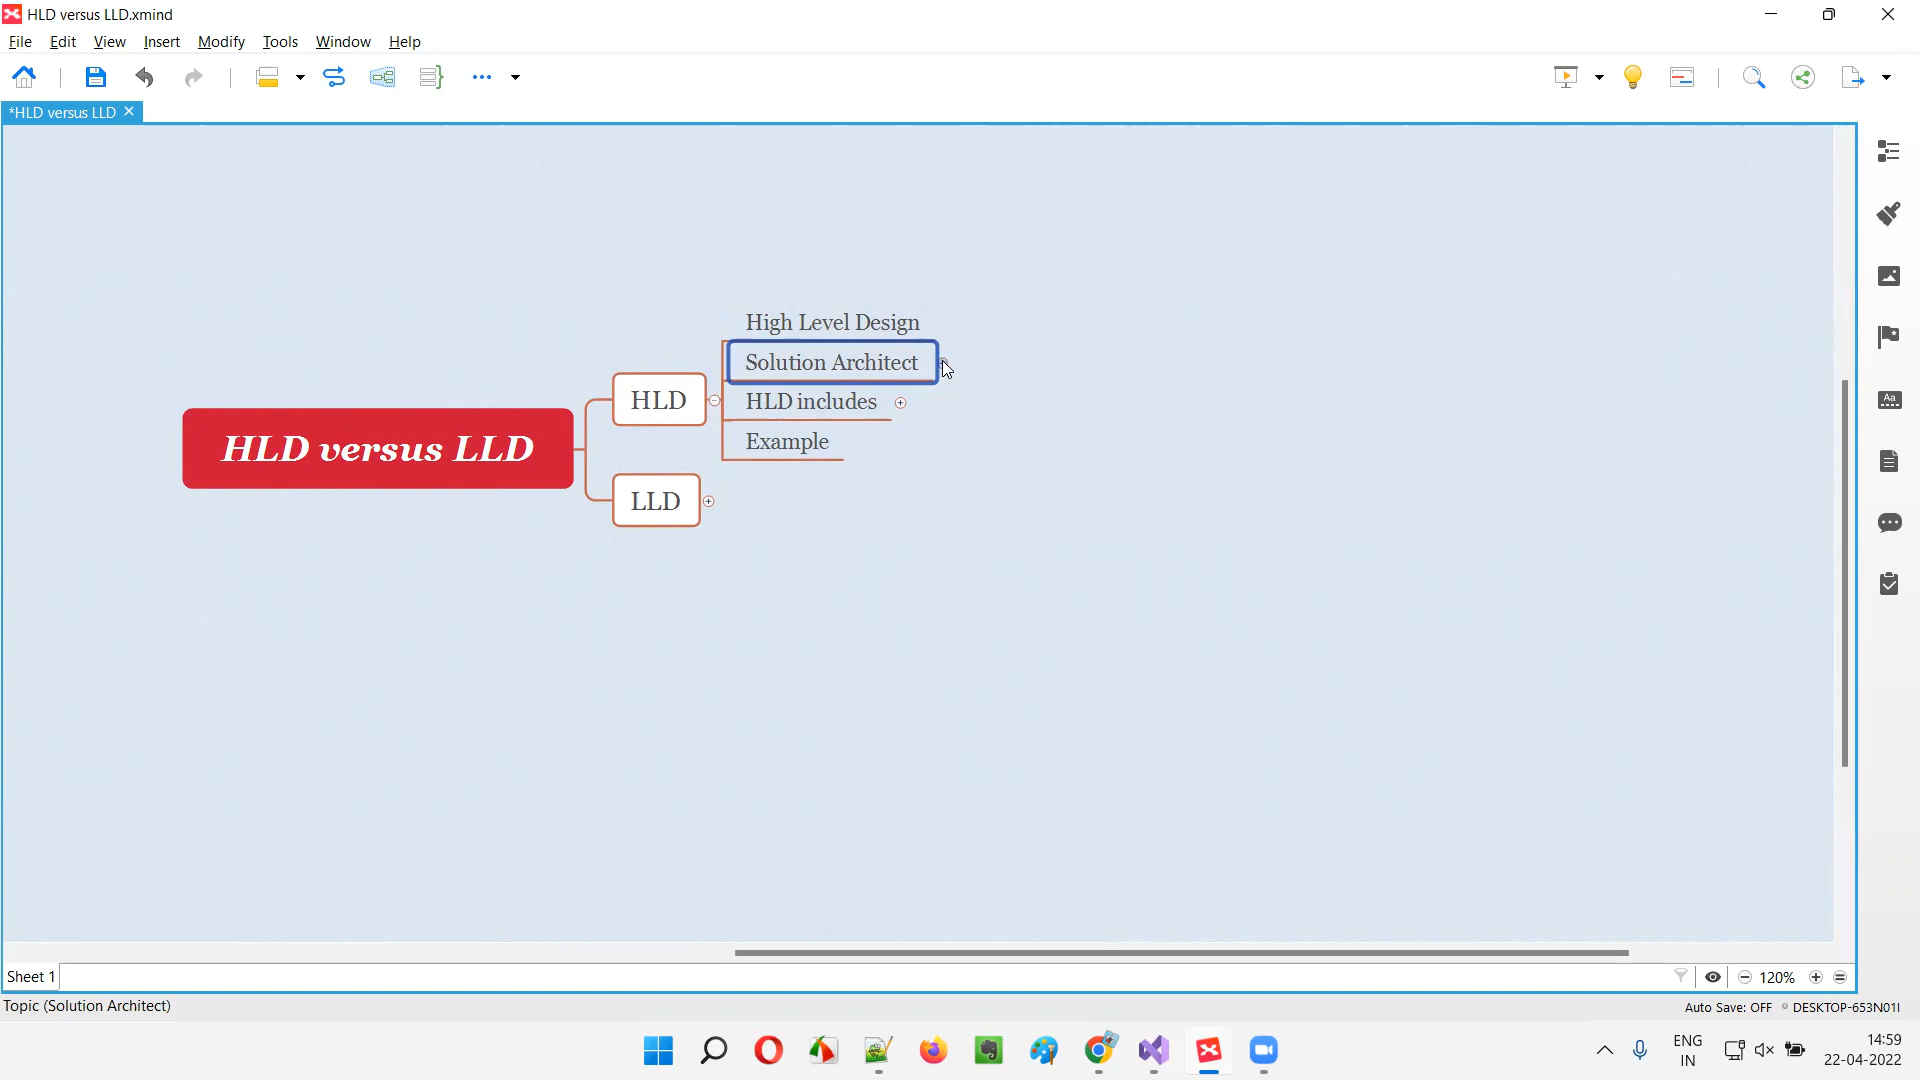 HLD versus LLD.xmind
File Edit View Insert Modify Tools Window Help
*HLD versus LLD
High Level Design
Solution Architect
HLD
HLD includes
Example
HLD versus LLD
LLD
Aa
Sheet 1
120%
Topic (Solution Architect)
Auto Save: OFF
DESKTOP-653N01I
ENG
IN
14:59
22-04-2022